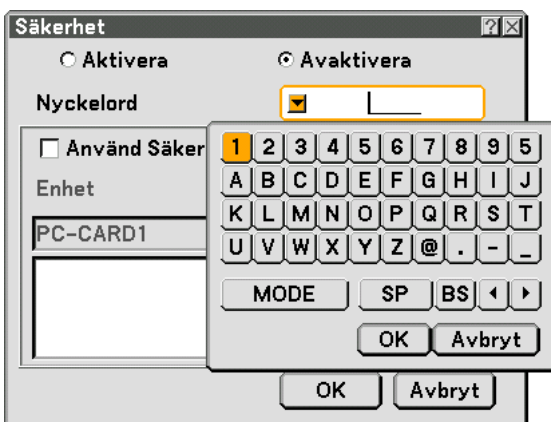 Säkerhet
Aktivera Avaktivera
Nyckelord
Använd Säker
Enhet
PC-CARD1
1 2 3 4 5 6 7 8 9 5
A B C D E F G H I J
K L M N O P Q R S T
U V W X Y Z @ . - _
MODE SP BS
OK Avbryt
OK Avbryt